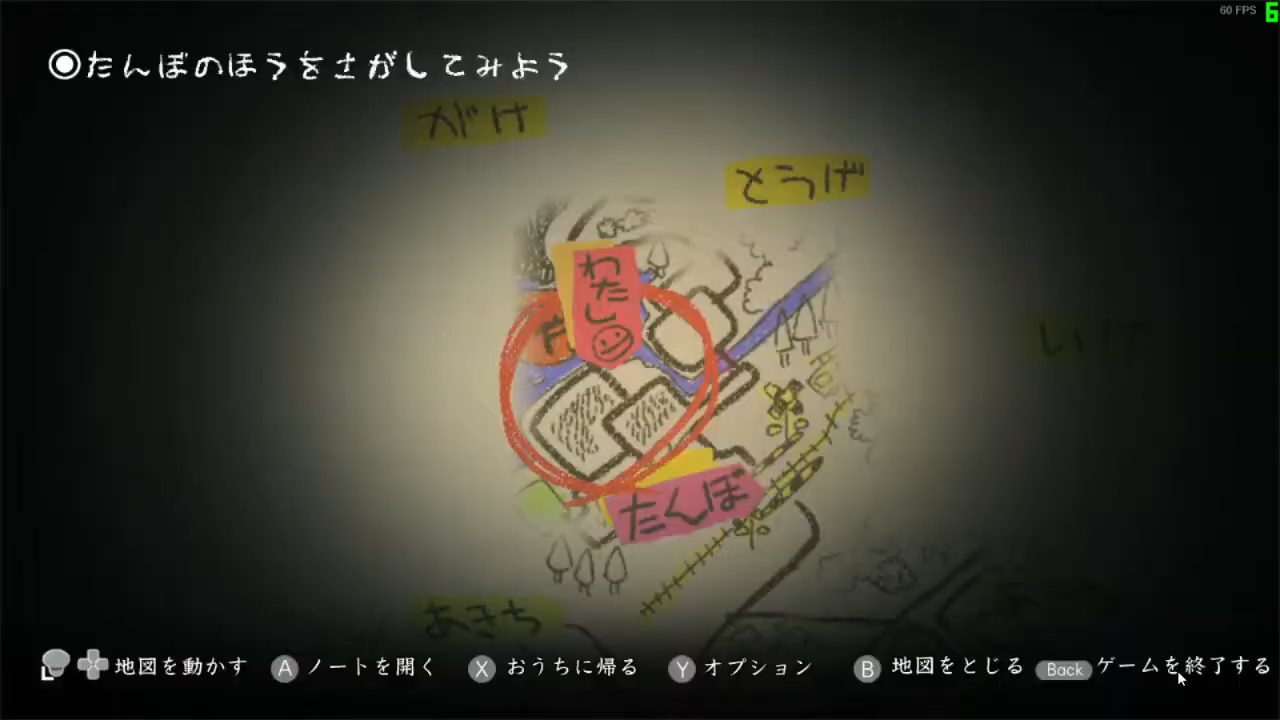 60 FPS 6
◉たんぼのほうをさがしてみよう
がけ
とうげ
わたし
いけ
たんぼ
あきち
L 地図を動かす A ノートを開く X おうちに帰る Y オプション B 地図をとじる Back ゲームを終了する